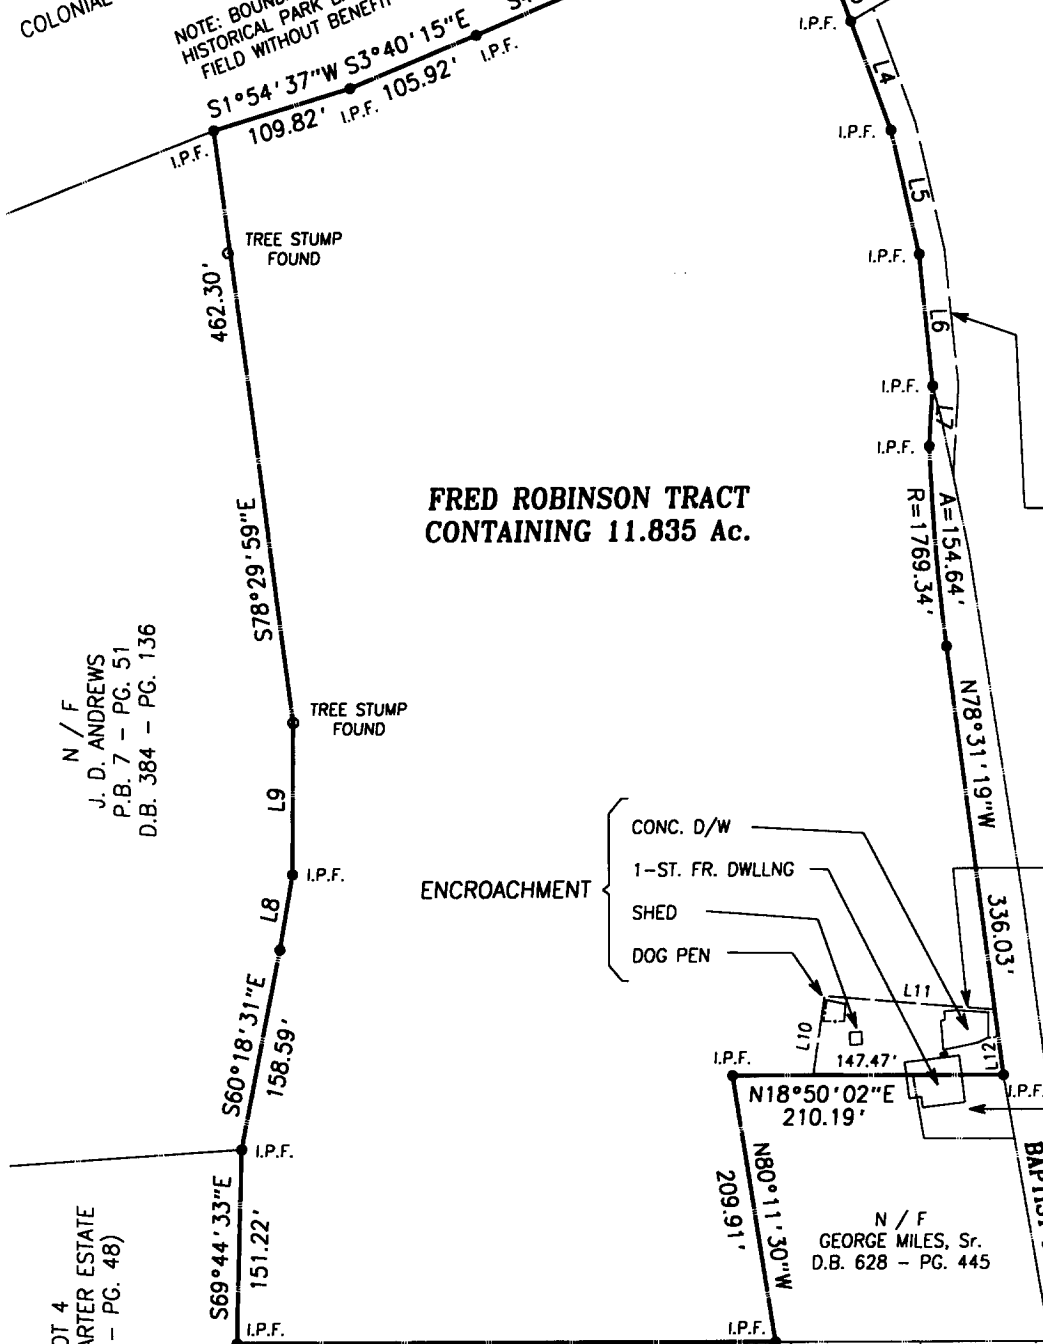 COLONIAL
NOTE:
HISTORICAL PARK
FIELD WITHOUT BENEFIT
S1°54'37"W
109.82'
S3°40'15"E
105.92'
I.P.F.
I.P.F.
I.P.F.
I.P.F.
L4
I.P.F.
L5
I.P.F.
L6
I.P.F.
L7
I.P.F.
TREE STUMP
FOUND
462.30'
S78°29'59"E
FRED ROBINSON TRACT
CONTAINING 11.835 Ac.
A=154.64'
R=1769.34'
N / F
J. D. ANDREWS
P.B. 7 - PG. 51
D.B. 384 - PG. 136
TREE STUMP
FOUND
N78°31'19"W
336.03'
L9
I.P.F.
L8
ENCROACHMENT
CONC. D/W
1-ST. FR. DWLLNG
SHED
DOG PEN
L11
L10
L12
147.47'
I.P.F.
I.P.F.
N18°50'02"E
210.19'
S60°18'31"E
158.59'
I.P.F.
N80°11'30"W
209.91'
N / F
GEORGE MILES, Sr.
D.B. 628 - PG. 445
S69°44'33"E
151.22'
4
ESTATE
- PG. 48)
I.P.F.
I.P.F.